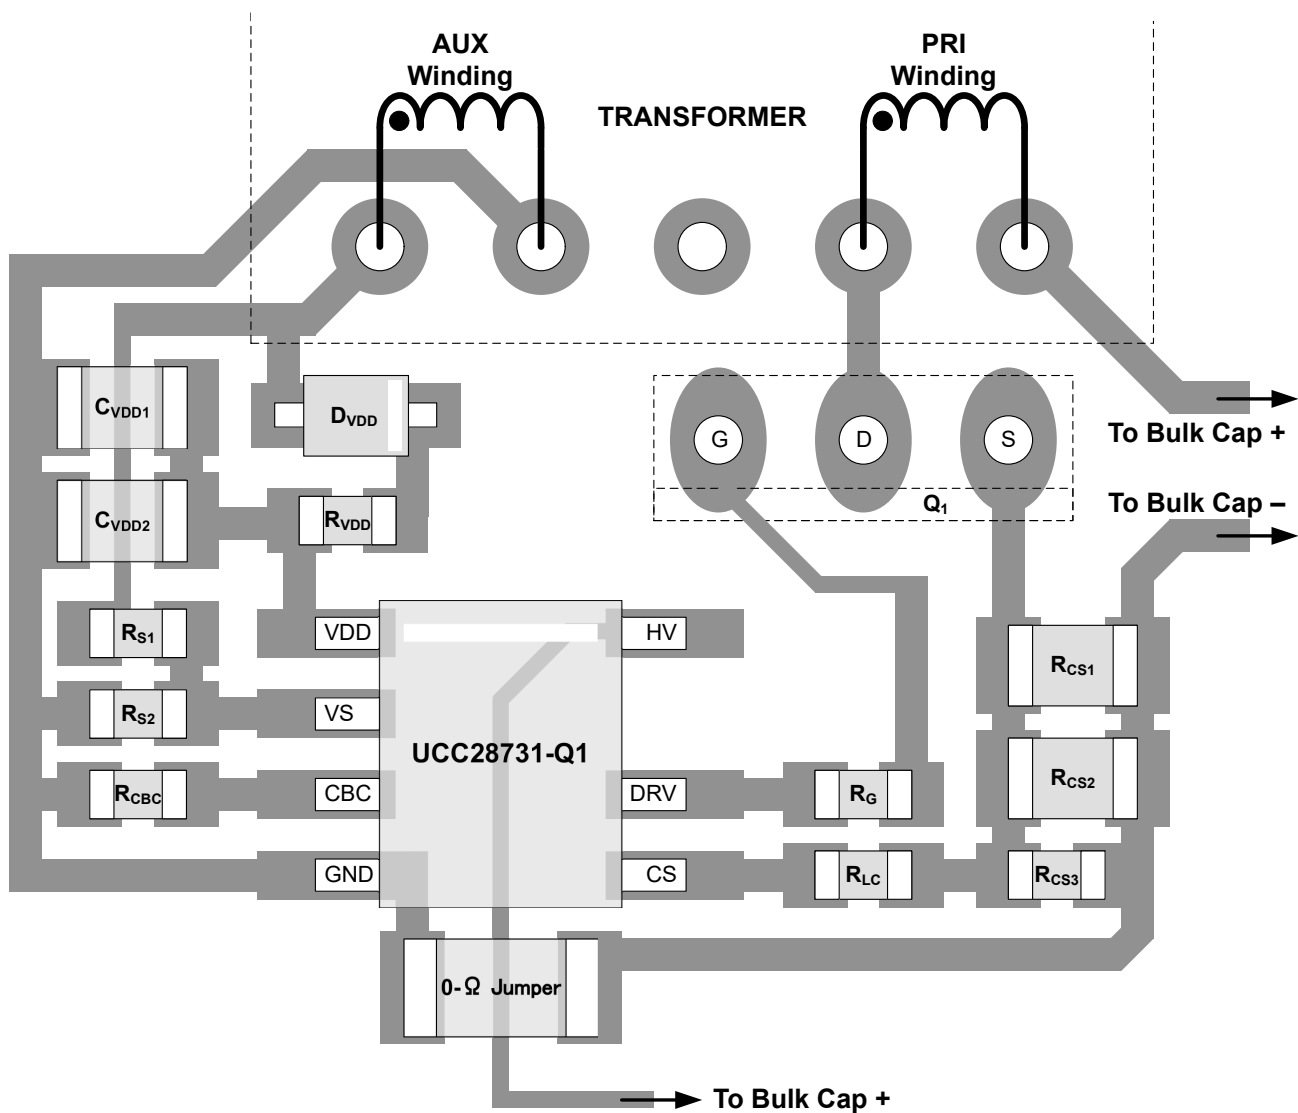 AUX
Winding
PRI
Winding
TRANSFORMER
To Bulk Cap +
To Bulk Cap –
CVDD1
DVDD
G
D
S
Q1
CVDD2
RVDD
RS1
VDD
HV
RCS1
RS2
VS
UCC28731-Q1
RCS2
RCBC
CBC
DRV
RG
GND
CS
RLC
RCS3
0-Ω Jumper
To Bulk Cap +